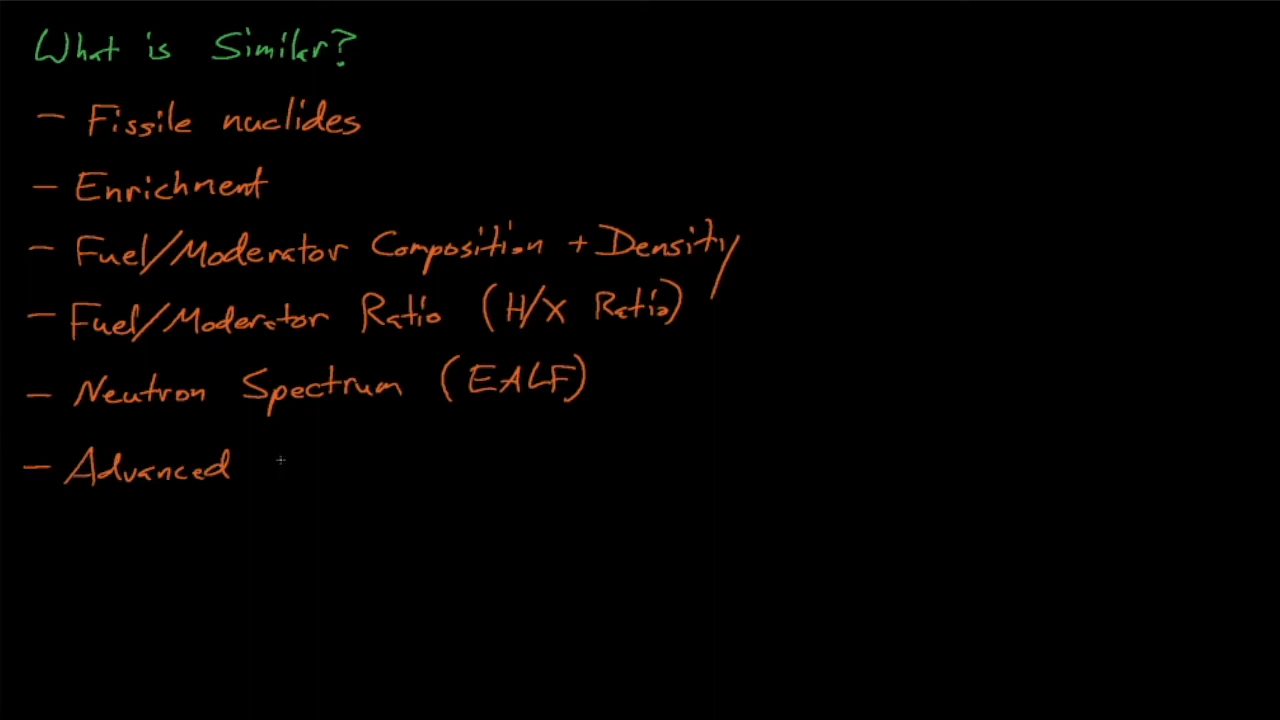 What is Similar?
- Fissile nuclides
- Enrichment
- Fuel/Moderator Composition + Density
- Fuel/Moderator Ratio (H/X Ratio)
- Neutron Spectrum (EALF)
- Advanced